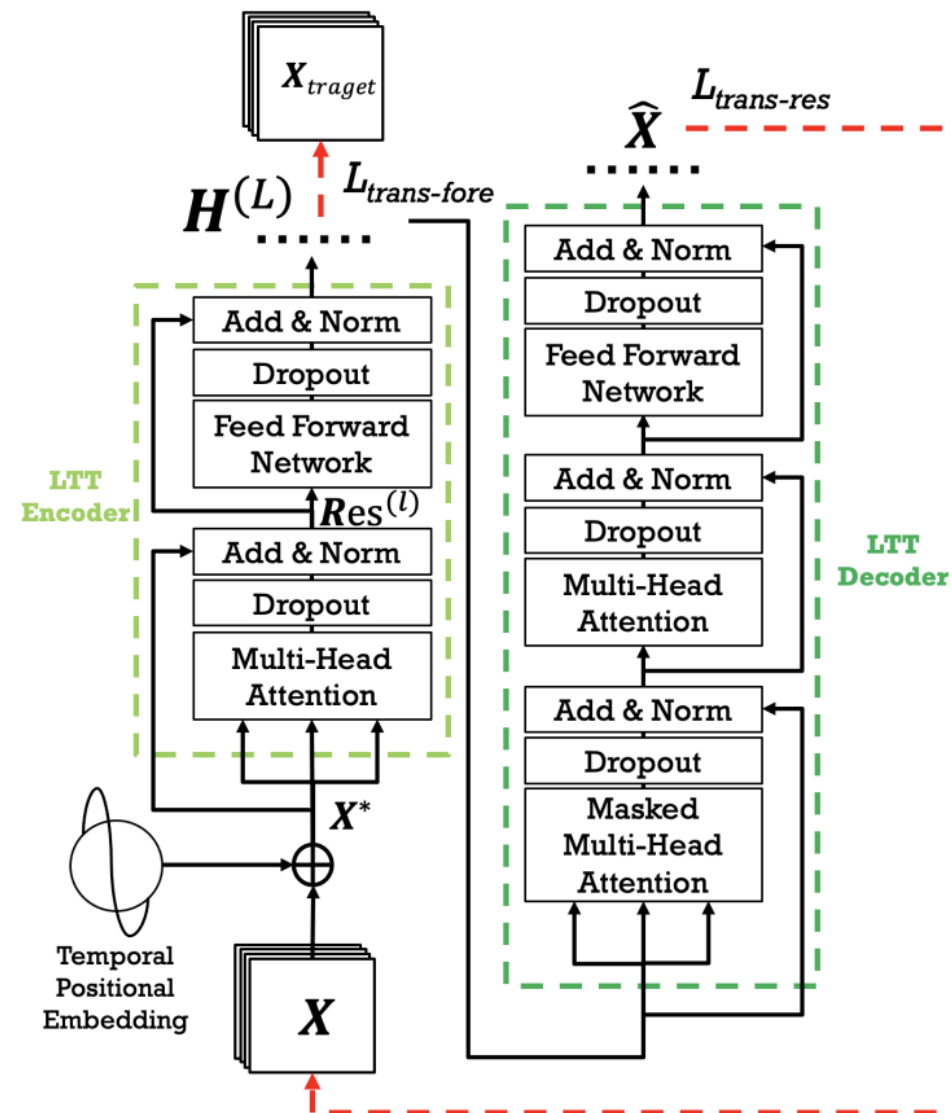 X_traget
L_trans-fore
H^(L)
Add & Norm
Dropout
Feed Forward
Network
LTT
Encoder
Res^(l)
Add & Norm
Dropout
Multi-Head
Attention
X*
Temporal
Positional
Embedding
X
L_trans-res
X̂
Add & Norm
Dropout
Feed Forward
Network
Add & Norm
Dropout
Multi-Head
Attention
LTT
Decoder
Add & Norm
Dropout
Masked
Multi-Head
Attention